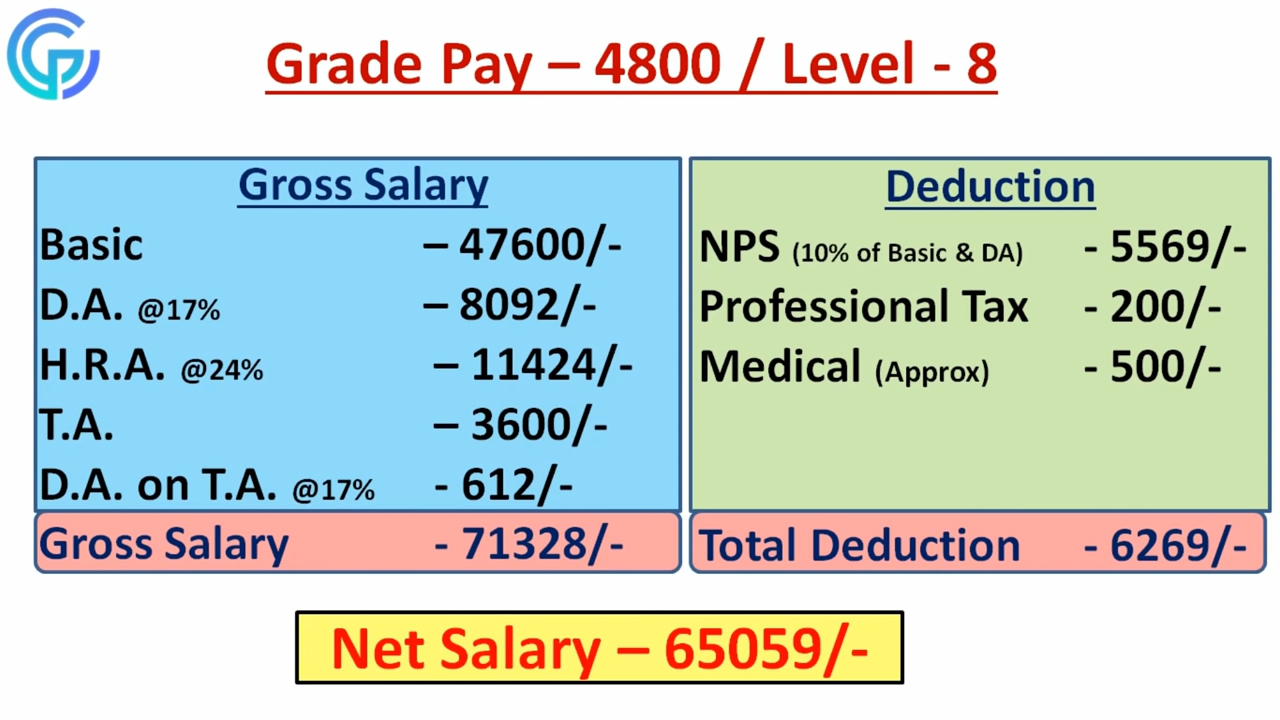 Grade Pay – 4800 / Level - 8
Gross Salary
Basic – 47600/-
D.A. @17% – 8092/-
H.R.A. @24% – 11424/-
T.A. – 3600/-
D.A. on T.A. @17% - 612/-
Gross Salary - 71328/-
Deduction
NPS (10% of Basic & DA) - 5569/-
Professional Tax - 200/-
Medical (Approx) - 500/-
Total Deduction - 6269/-
Net Salary – 65059/-